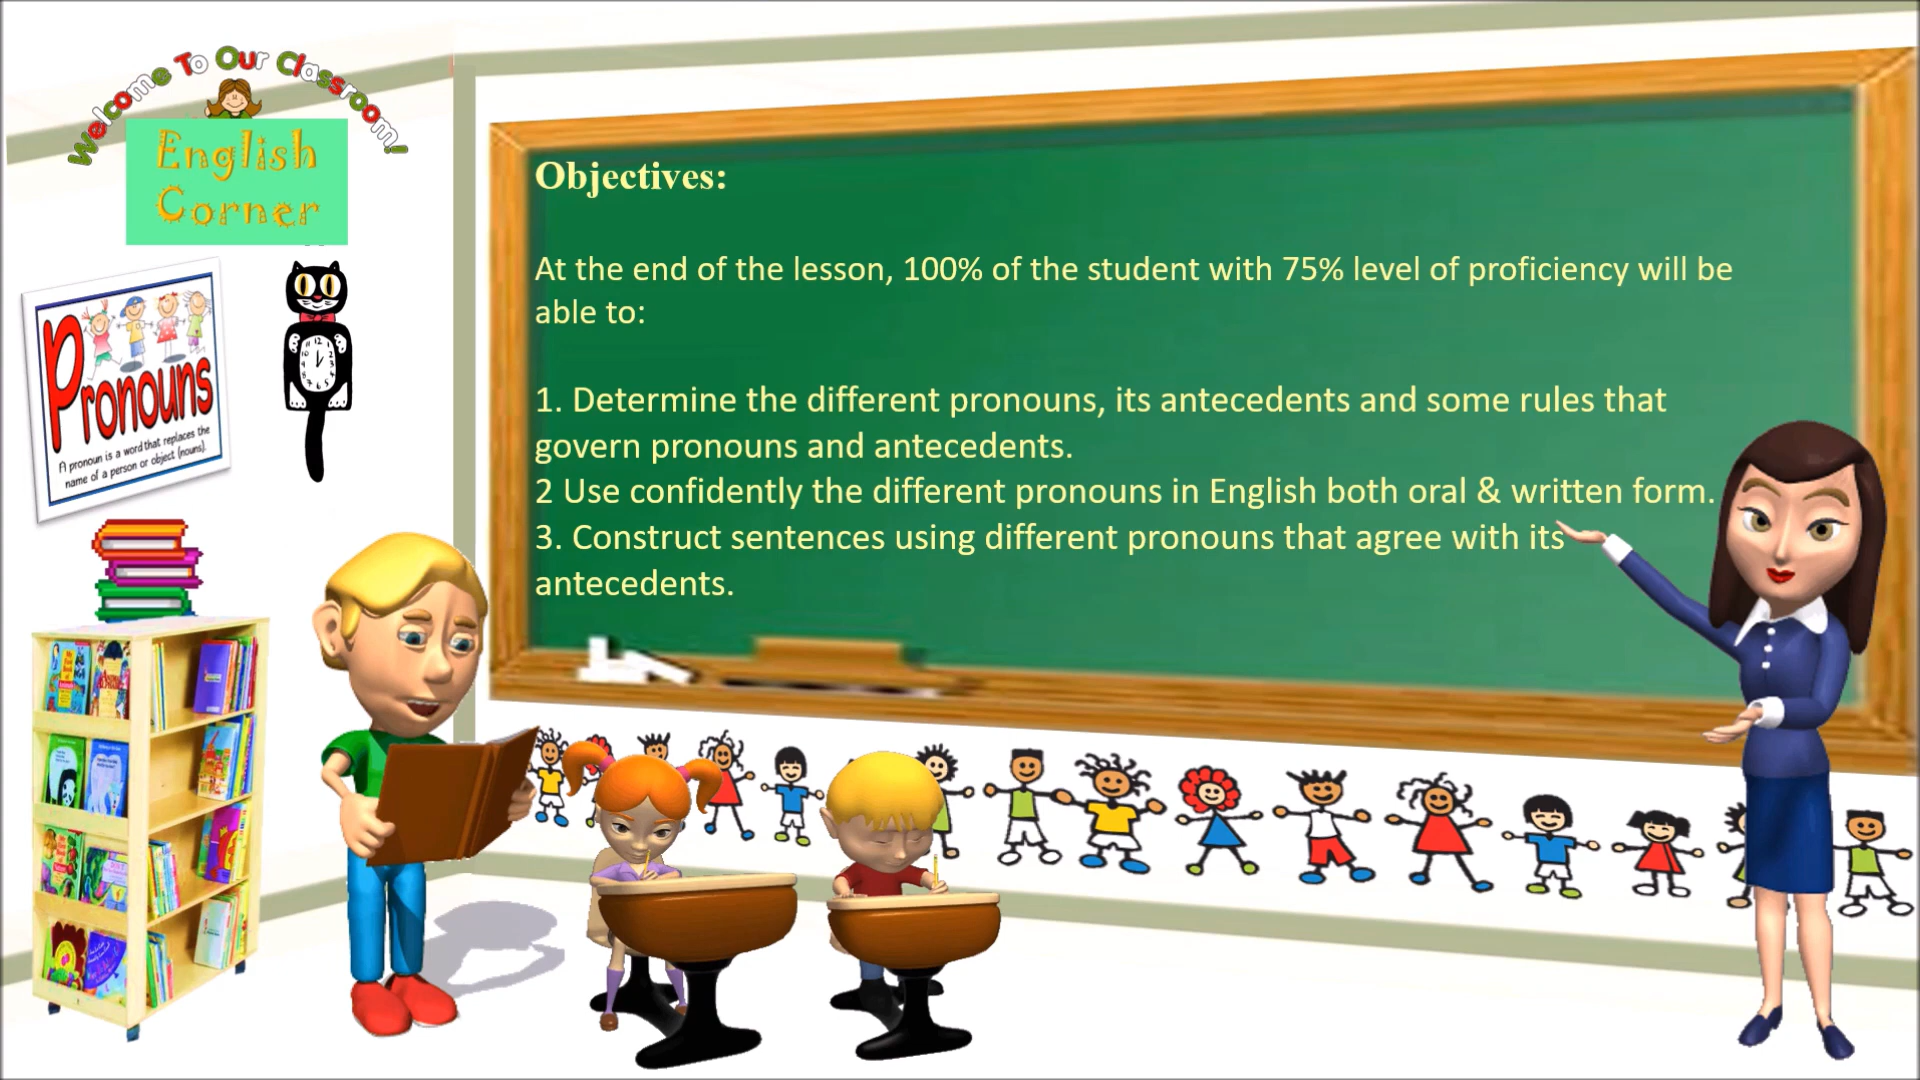 Welcome To Our Classroom!
English
Corner
Pronouns
A pronoun is a word that replaces the
name of a person or object (nouns).
Objectives:
At the end of the lesson, 100% of the student with 75% level of proficiency will be
able to:
1. Determine the different pronouns, its antecedents and some rules that
govern pronouns and antecedents.
2 Use confidently the different pronouns in English both oral & written form.
3. Construct sentences using different pronouns that agree with its
antecedents.